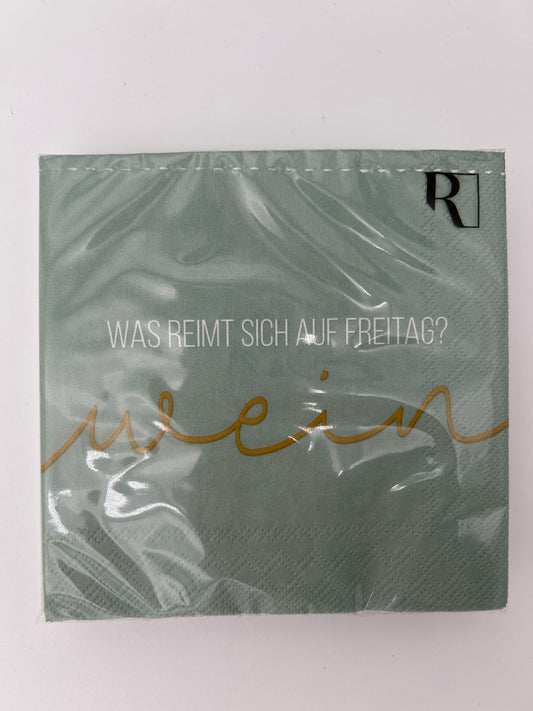 R
WAS REIMT SICH AUF FREITAG?
wein